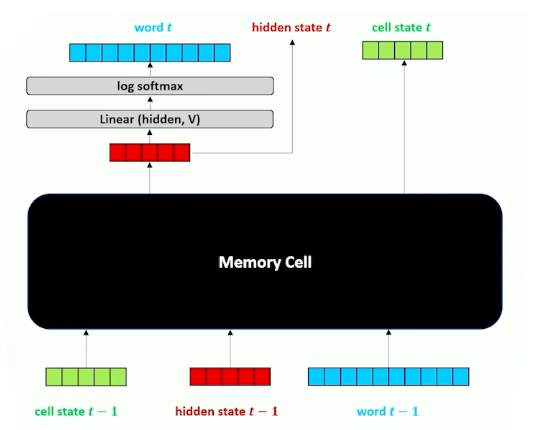 word t hidden state t cell state t
log softmax
Linear (hidden, V)
Memory Cell
cell state t − 1 hidden state t − 1 word t − 1